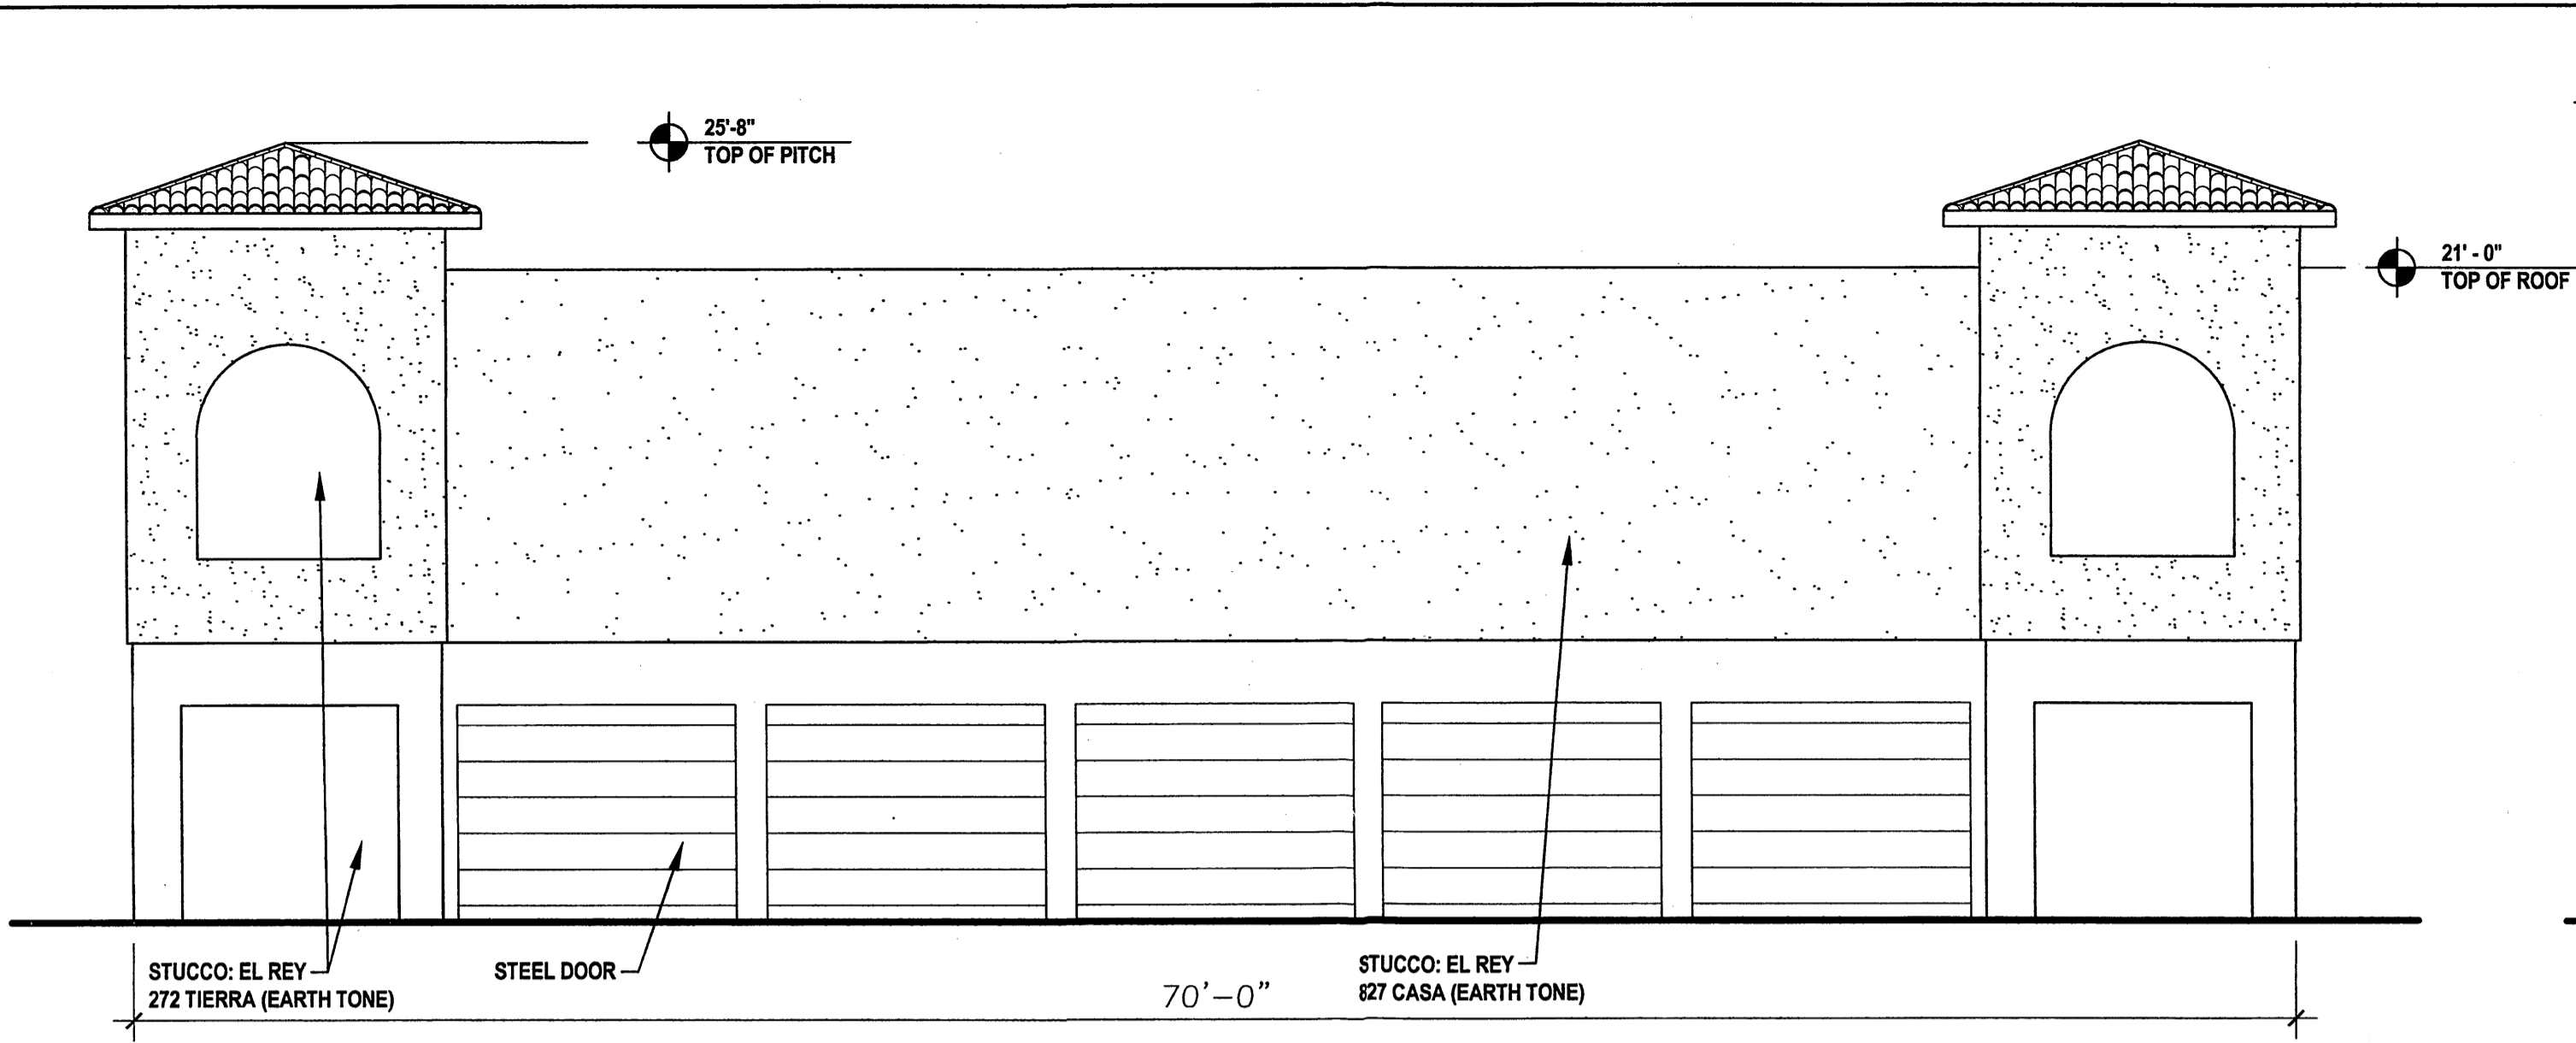 25'-8"
TOP OF PITCH
21' - 0"
TOP OF ROOF
STUCCO: EL REY
272 TIERRA (EARTH TONE)
STEEL DOOR
STUCCO: EL REY
827 CASA (EARTH TONE)
70'-0"